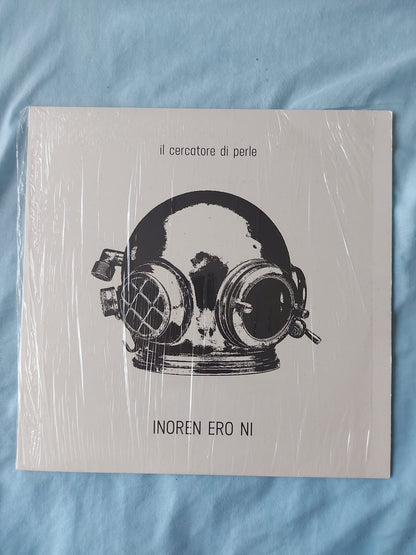 il cercatore di perle
INOREN ERO NI